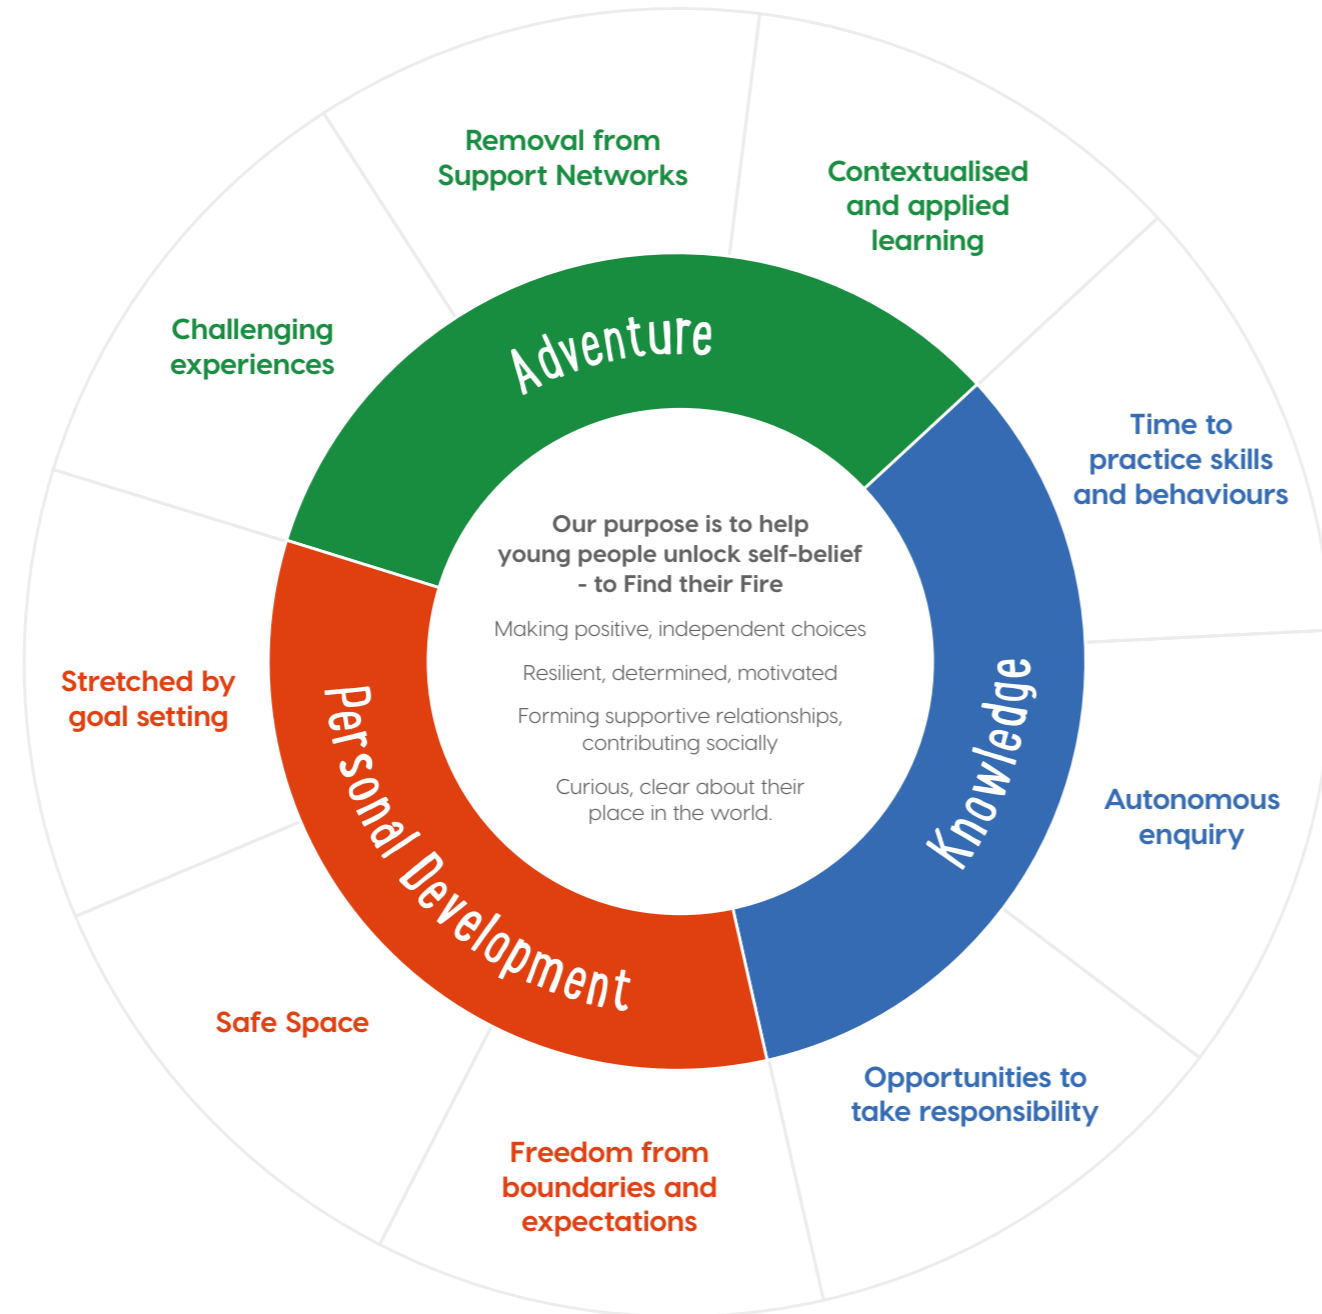 Removal from
Support Networks
Contextualised
and applied
learning
Challenging
experiences
Adventure
Time to
practice skills
and behaviours
Our purpose is to help
young people unlock self-belief
- to Find their Fire
Making positive, independent choices
Resilient, determined, motivated
Forming supportive relationships,
contributing socially
Curious, clear about their
place in the world.
Stretched by
goal setting
Personal Development
Knowledge
Autonomous
enquiry
Safe Space
Opportunities to
take responsibility
Freedom from
boundaries and
expectations